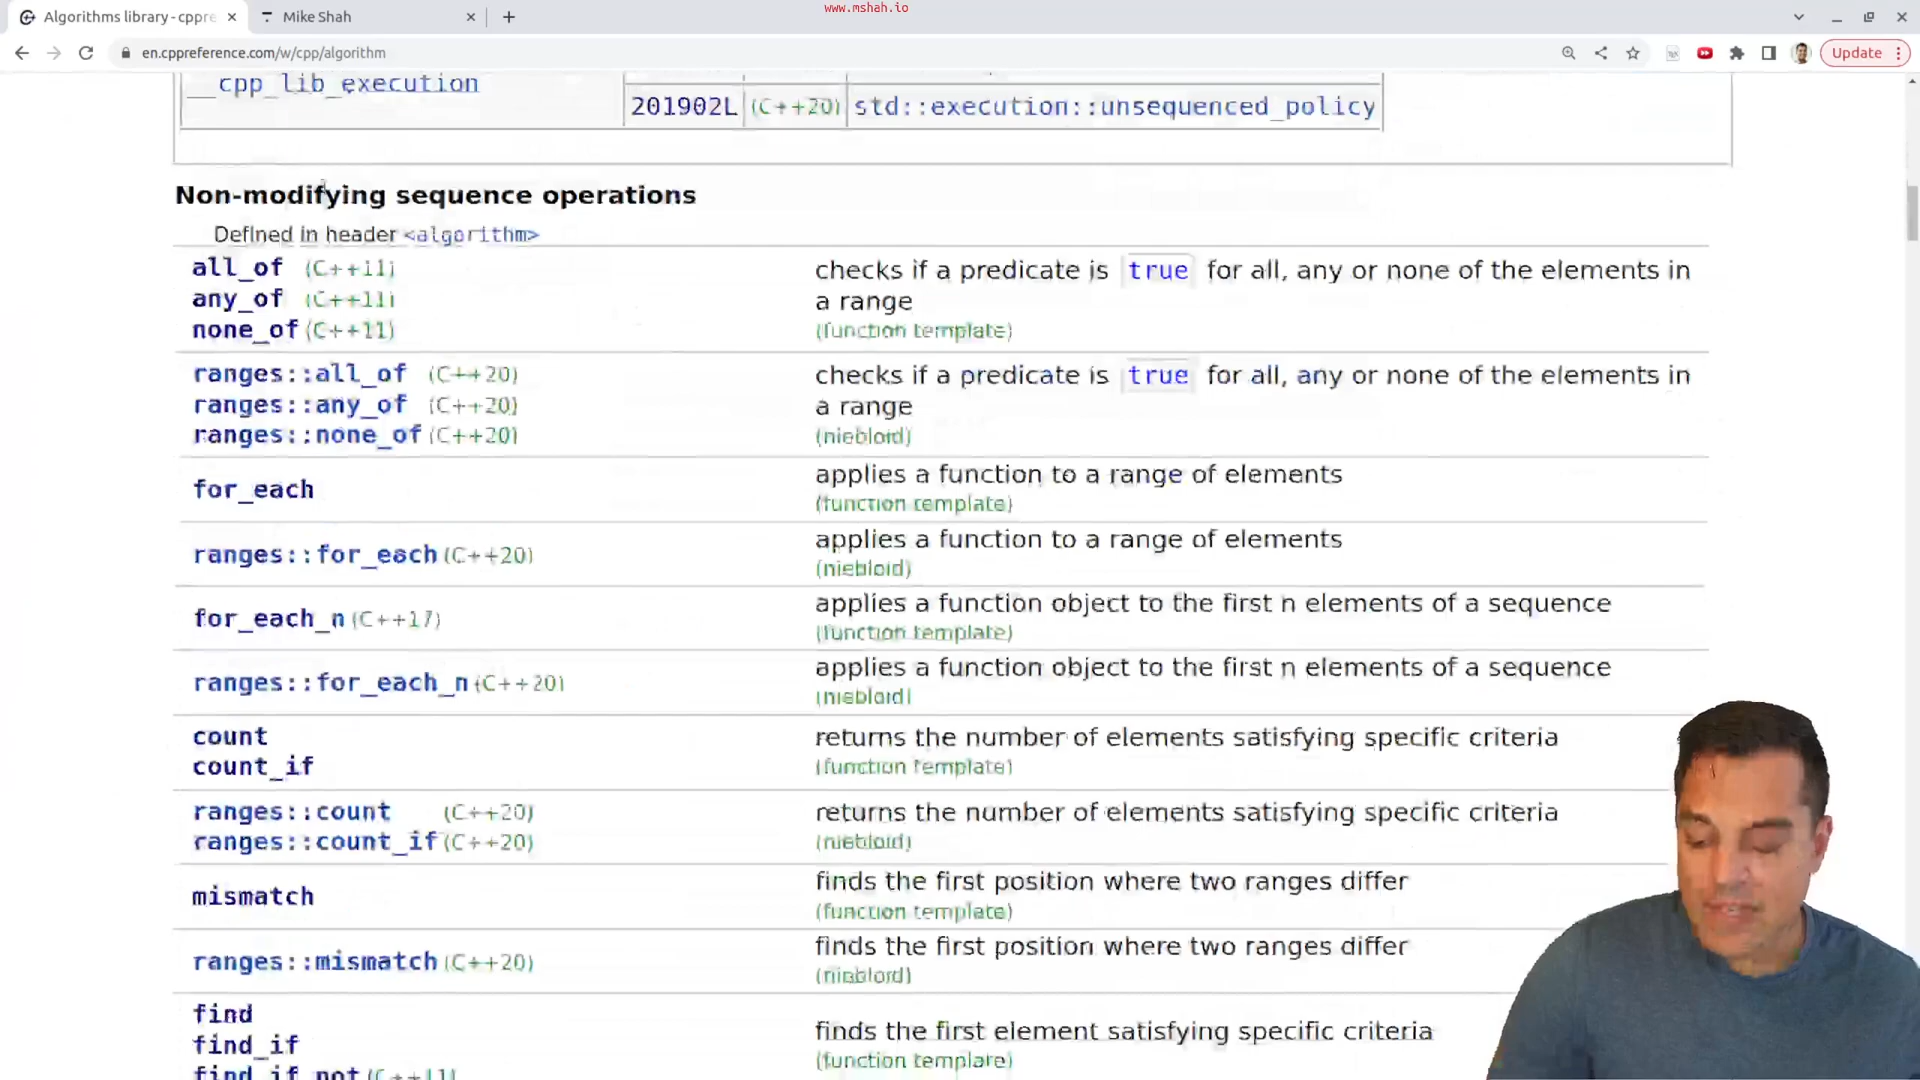 Algorithms library - cppre
Mike Shah
www.mshah.io
en.cppreference.com/w/cpp/algorithm
Update
__cpp_lib_execution
201902L (C++20) std::execution::unsequenced_policy
Non-modifying sequence operations
Defined in header <algorithm>
all_of (C++11)
any_of (C++11)
none_of (C++11)
checks if a predicate is true for all, any or none of the elements in
a range
(function template)
ranges::all_of (C++20)
ranges::any_of (C++20)
ranges::none_of (C++20)
checks if a predicate is true for all, any or none of the elements in
a range
(niebloid)
for_each
applies a function to a range of elements
(function template)
ranges::for_each (C++20)
applies a function to a range of elements
(niebloid)
for_each_n (C++17)
applies a function object to the first n elements of a sequence
(function template)
ranges::for_each_n (C++20)
applies a function object to the first n elements of a sequence
(niebloid)
count
count_if
returns the number of elements satisfying specific criteria
(function template)
ranges::count (C++20)
ranges::count_if (C++20)
returns the number of elements satisfying specific criteria
(niebloid)
mismatch
finds the first position where two ranges differ
(function template)
ranges::mismatch (C++20)
finds the first position where two ranges differ
(niebloid)
find
find_if
find_if_not (C++11)
finds the first element satisfying specific criteria
(function template)